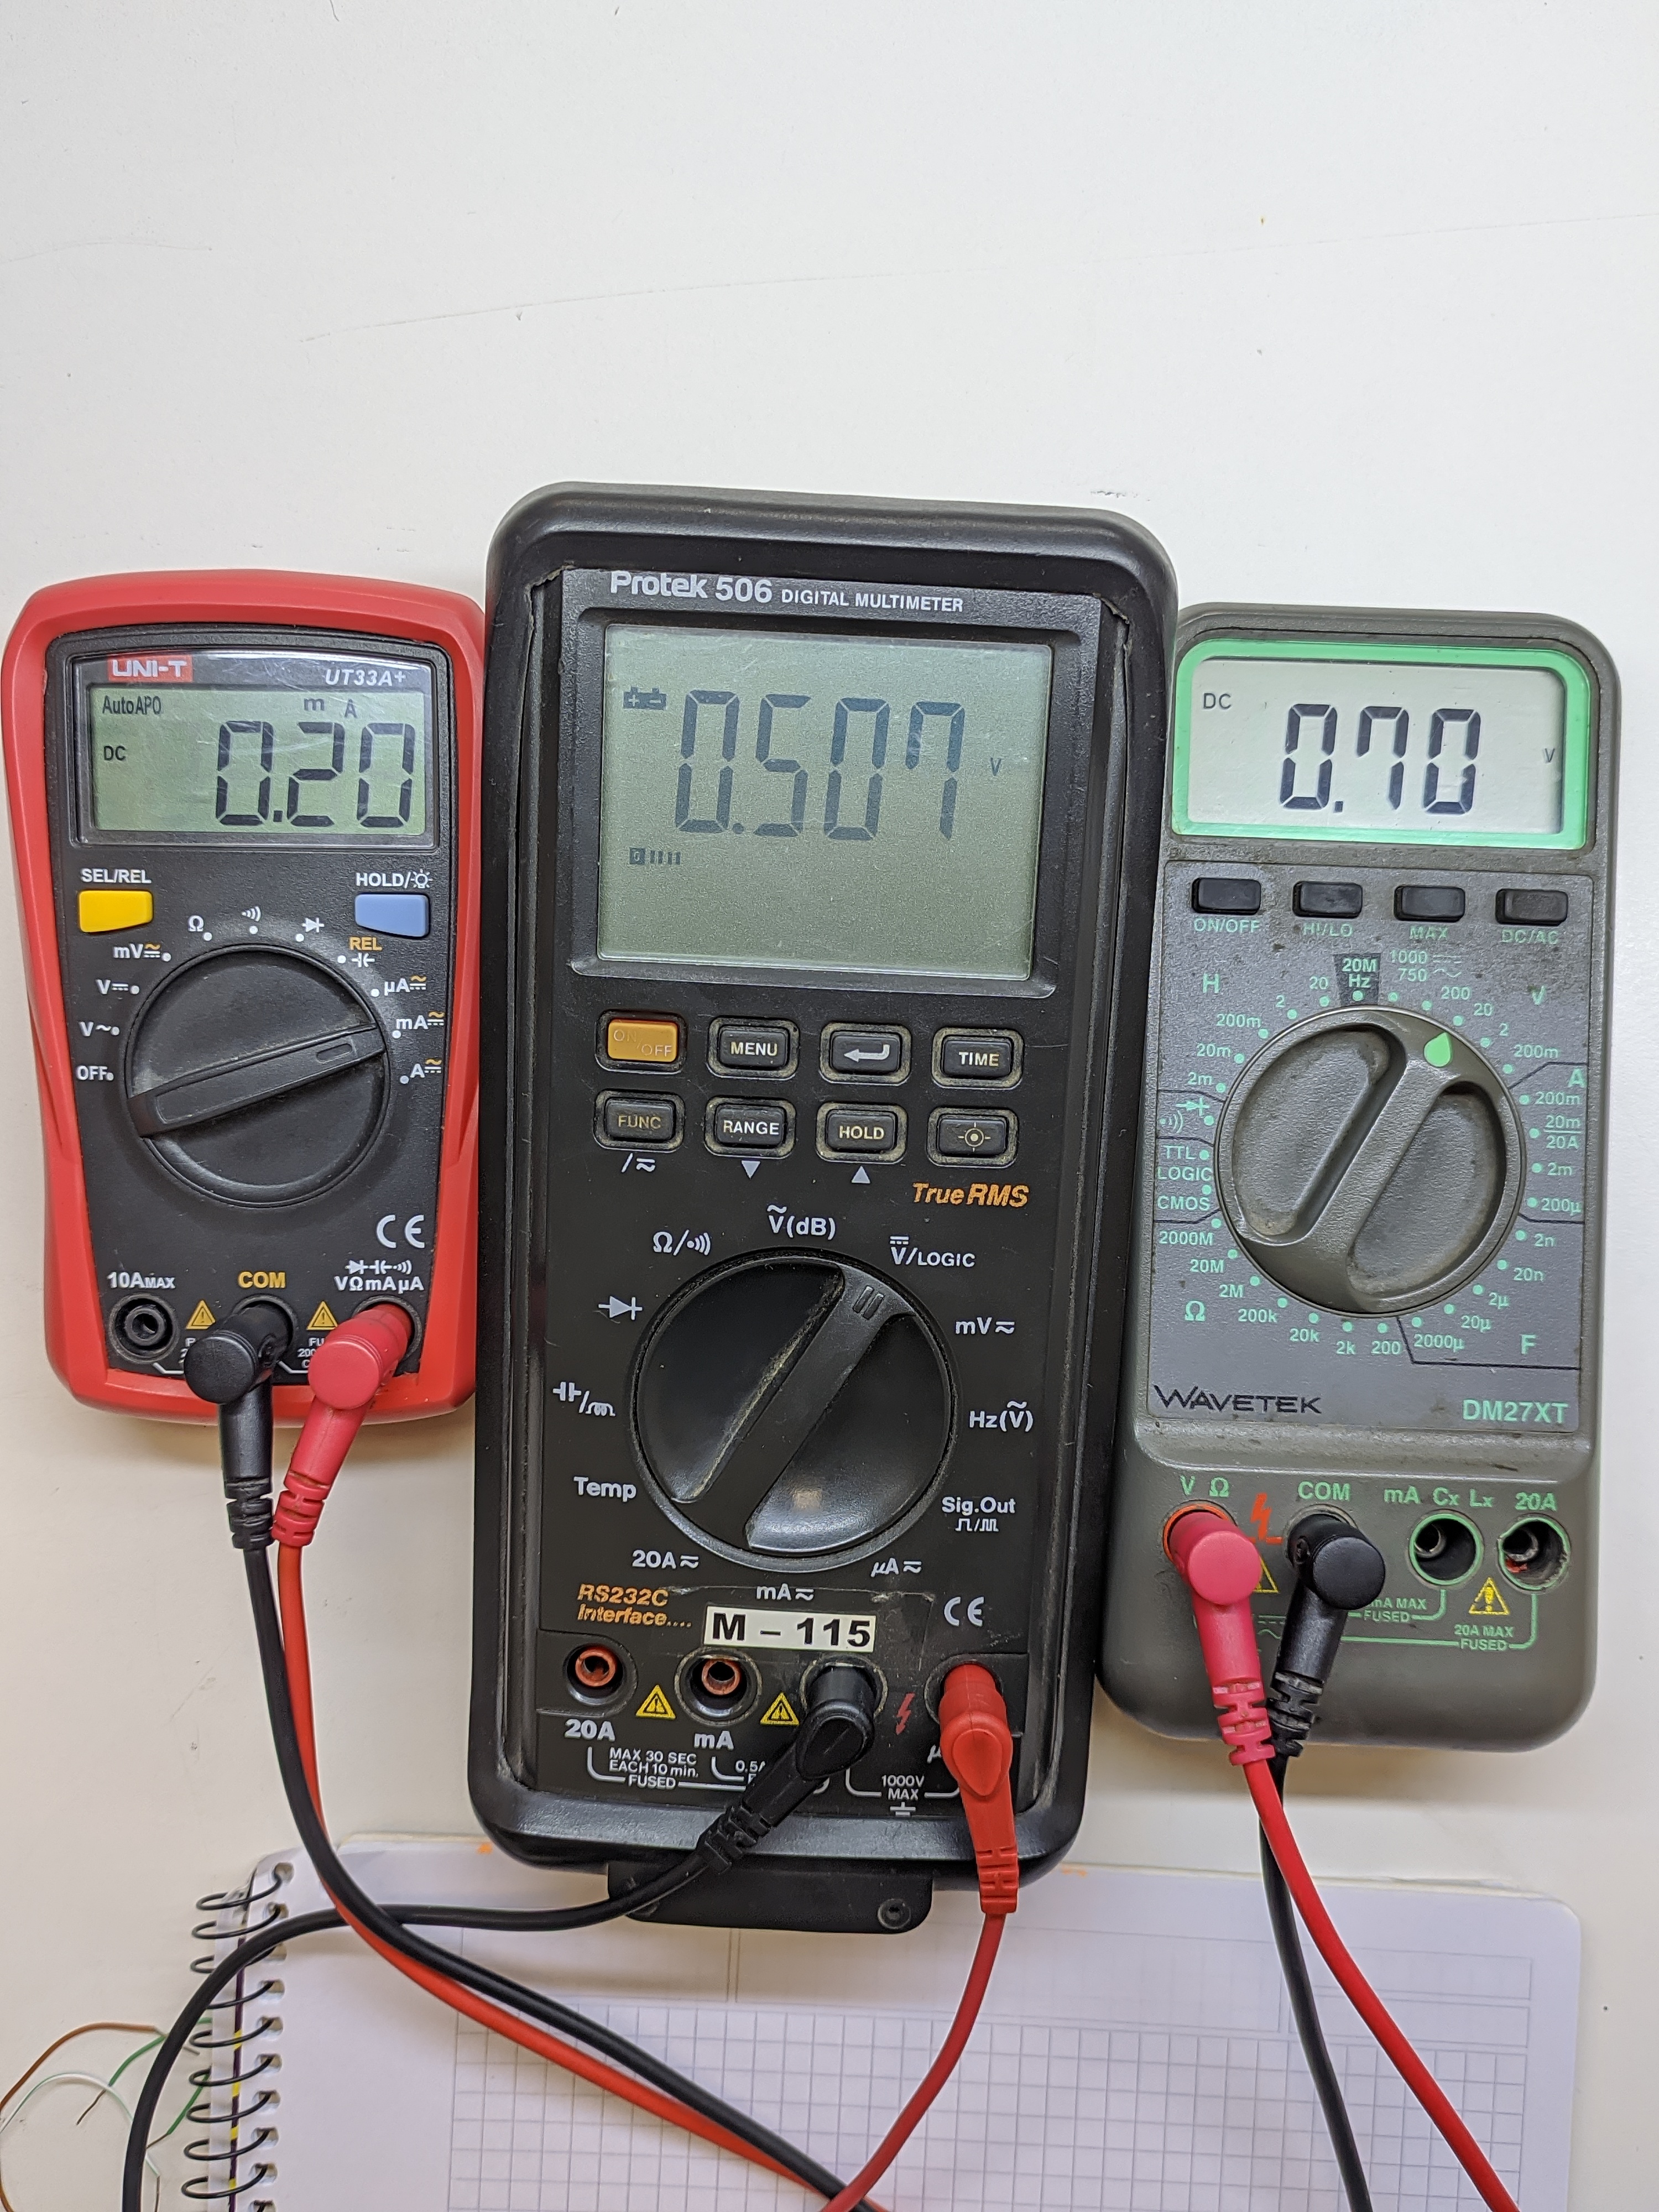 UNI-T
UT33A+
AutoAPO
m A
DC
0.20
SEL/REL
HOLD/
Ω
REL
mV
V
V~
OFF
µA
mA
A
CE
10AMAX
COM
VΩmAµA
Protek 506 DIGITAL MULTIMETER
0.507 V
0
ON/OFF
MENU
TIME
FUNC
RANGE
HOLD
True RMS
V(dB)
Ω/
V/LOGIC
mV
Hz(V)
Temp
Sig.Out
20A
mA
µA
RS232C
Interface....
CE
M - 115
20A
mA
MAX 30 SEC
EACH 10 min.
FUSED
1000V
MAX
DC
0.70 V
ON/OFF
HI/LO
MAX
DC/AC
H
V
20M
Hz
1000
750
200
20
2
200m
A
200m
20m
20A
2m
200µ
2n
20n
2µ
20µ
2000µ
F
200
2k
20k
200k
2M
20M
2000M
Ω
CMOS
LOGIC
TTL
2m
20m
200m
2
20
WAVETEK
DM27XT
V Ω
COM
mA Cx Lx
20A
mA MAX
FUSED
20A MAX
FUSED